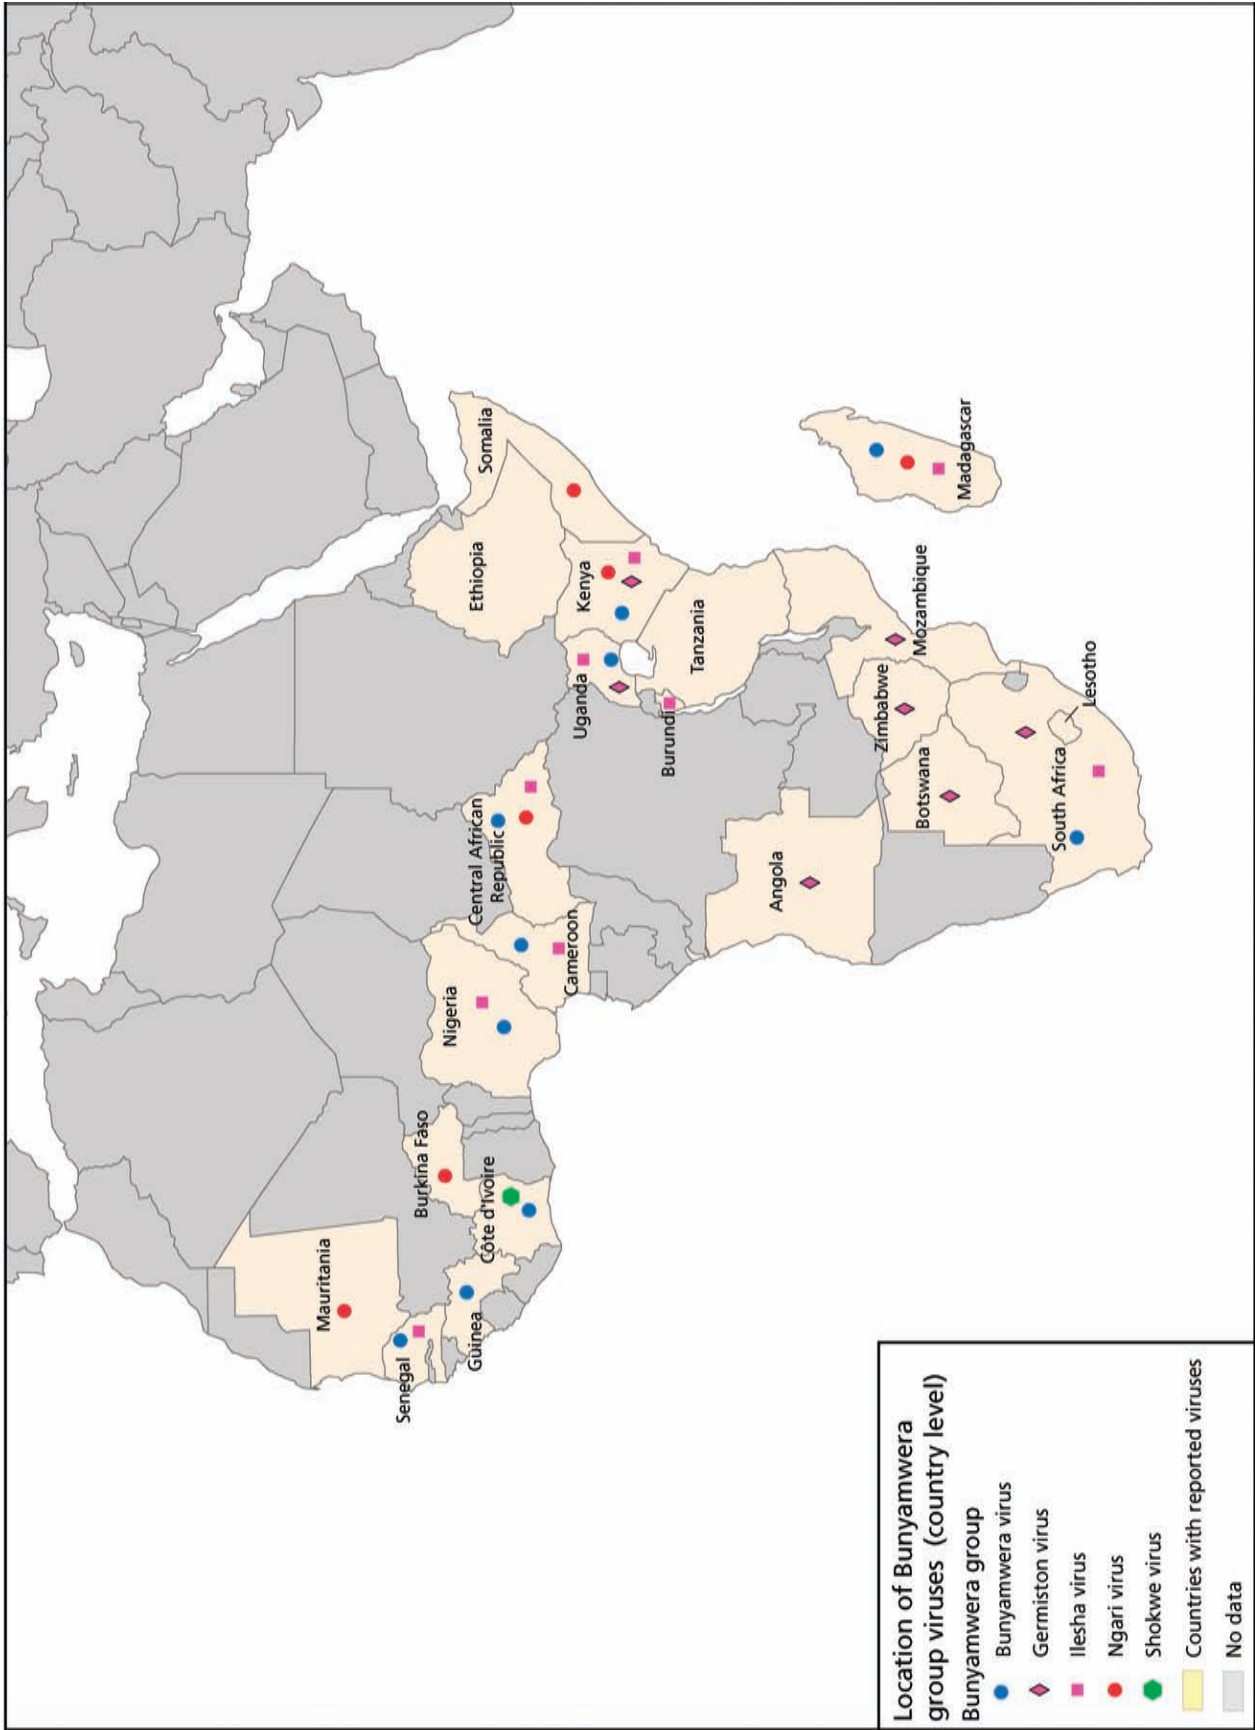 Mauritania
Senegal
Guinea
Burkina Faso
Côte d'Ivoire
Nigeria
Cameroon
Central African
Republic
Ethiopia
Somalia
Uganda
Kenya
Burundi
Tanzania
Angola
Zimbabwe
Mozambique
Botswana
South Africa
Lesotho
Madagascar
Location of Bunyamwera
group viruses (country level)
Bunyamwera group
Bunyamwera virus
Germiston virus
Ilesha virus
Ngari virus
Shokwe virus
Countries with reported viruses
No data